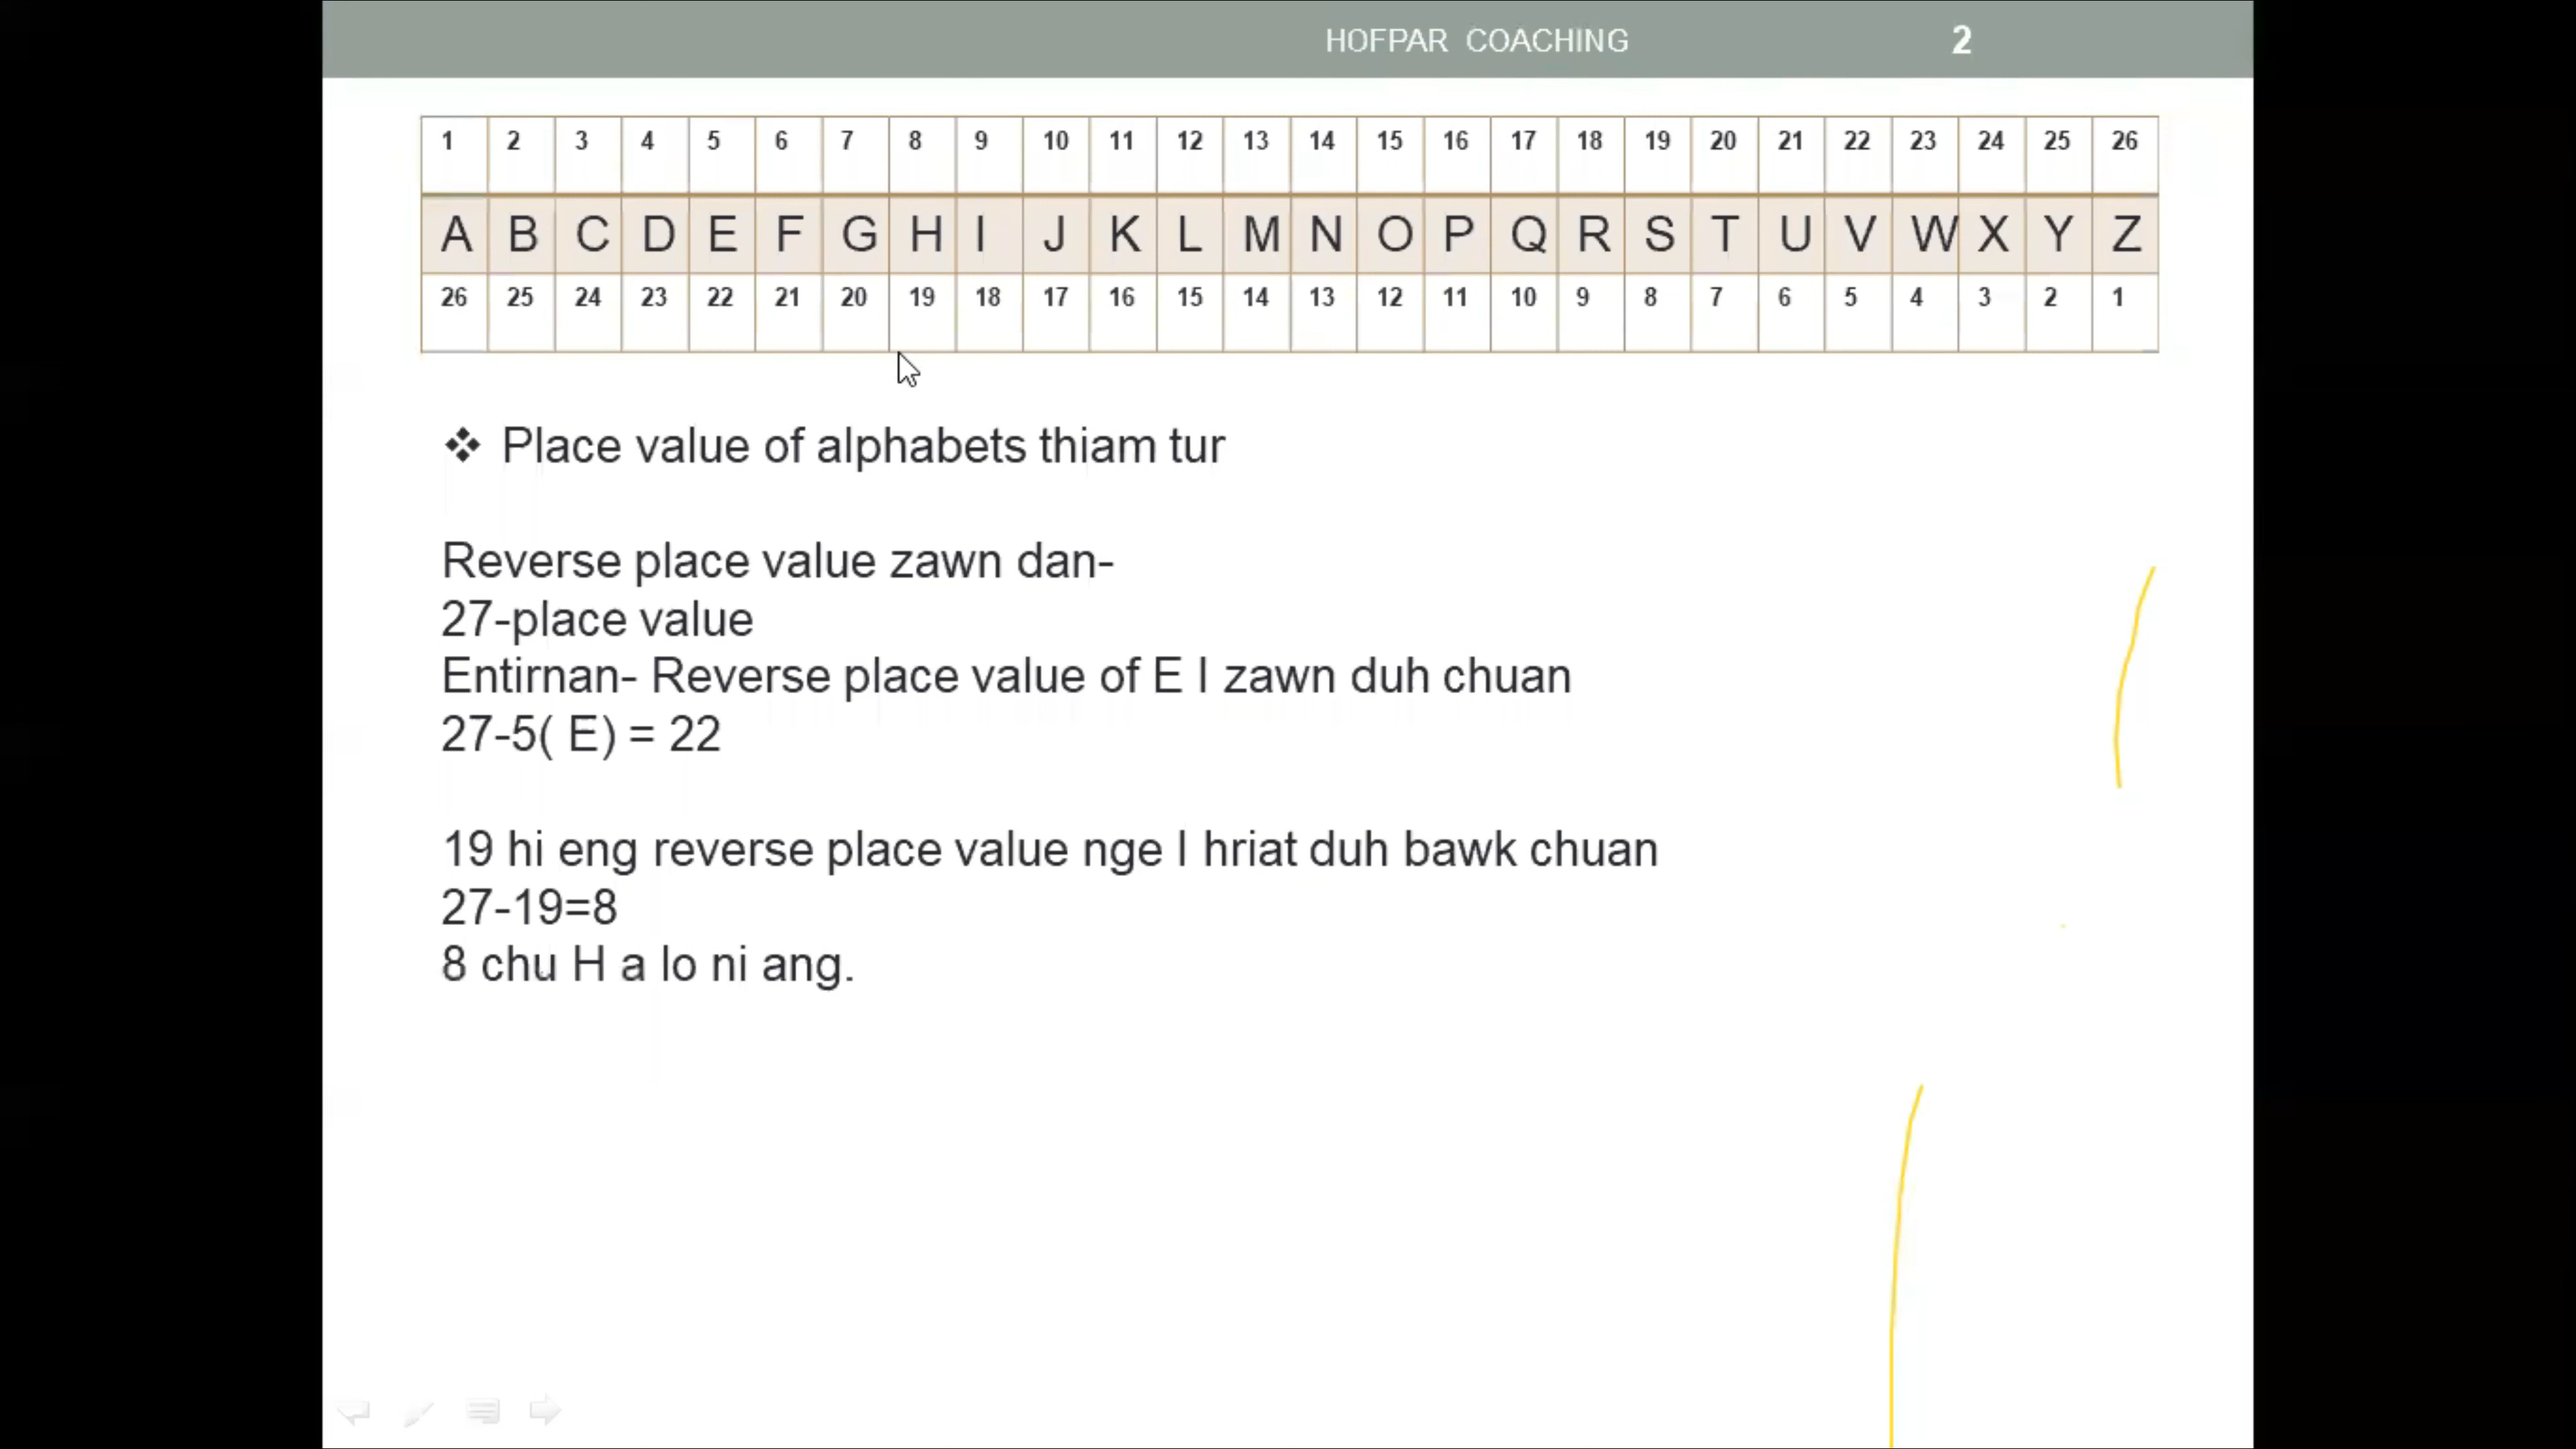 HOFPAR COACHING 2
1 2 3 4 5 6 7 8 9 10 11 12 13 14 15 16 17 18 19 20 21 22 23 24 25 26
A B C D E F G H I J K L M N O P Q R S T U V W X Y Z
26 25 24 23 22 21 20 19 18 17 16 15 14 13 12 11 10 9 8 7 6 5 4 3 2 1
❖ Place value of alphabets thiam tur
Reverse place value zawn dan-
27-place value
Entirnan- Reverse place value of E I zawn duh chuan
27-5( E) = 22
19 hi eng reverse place value nge I hriat duh bawk chuan
27-19=8
8 chu H a lo ni ang.